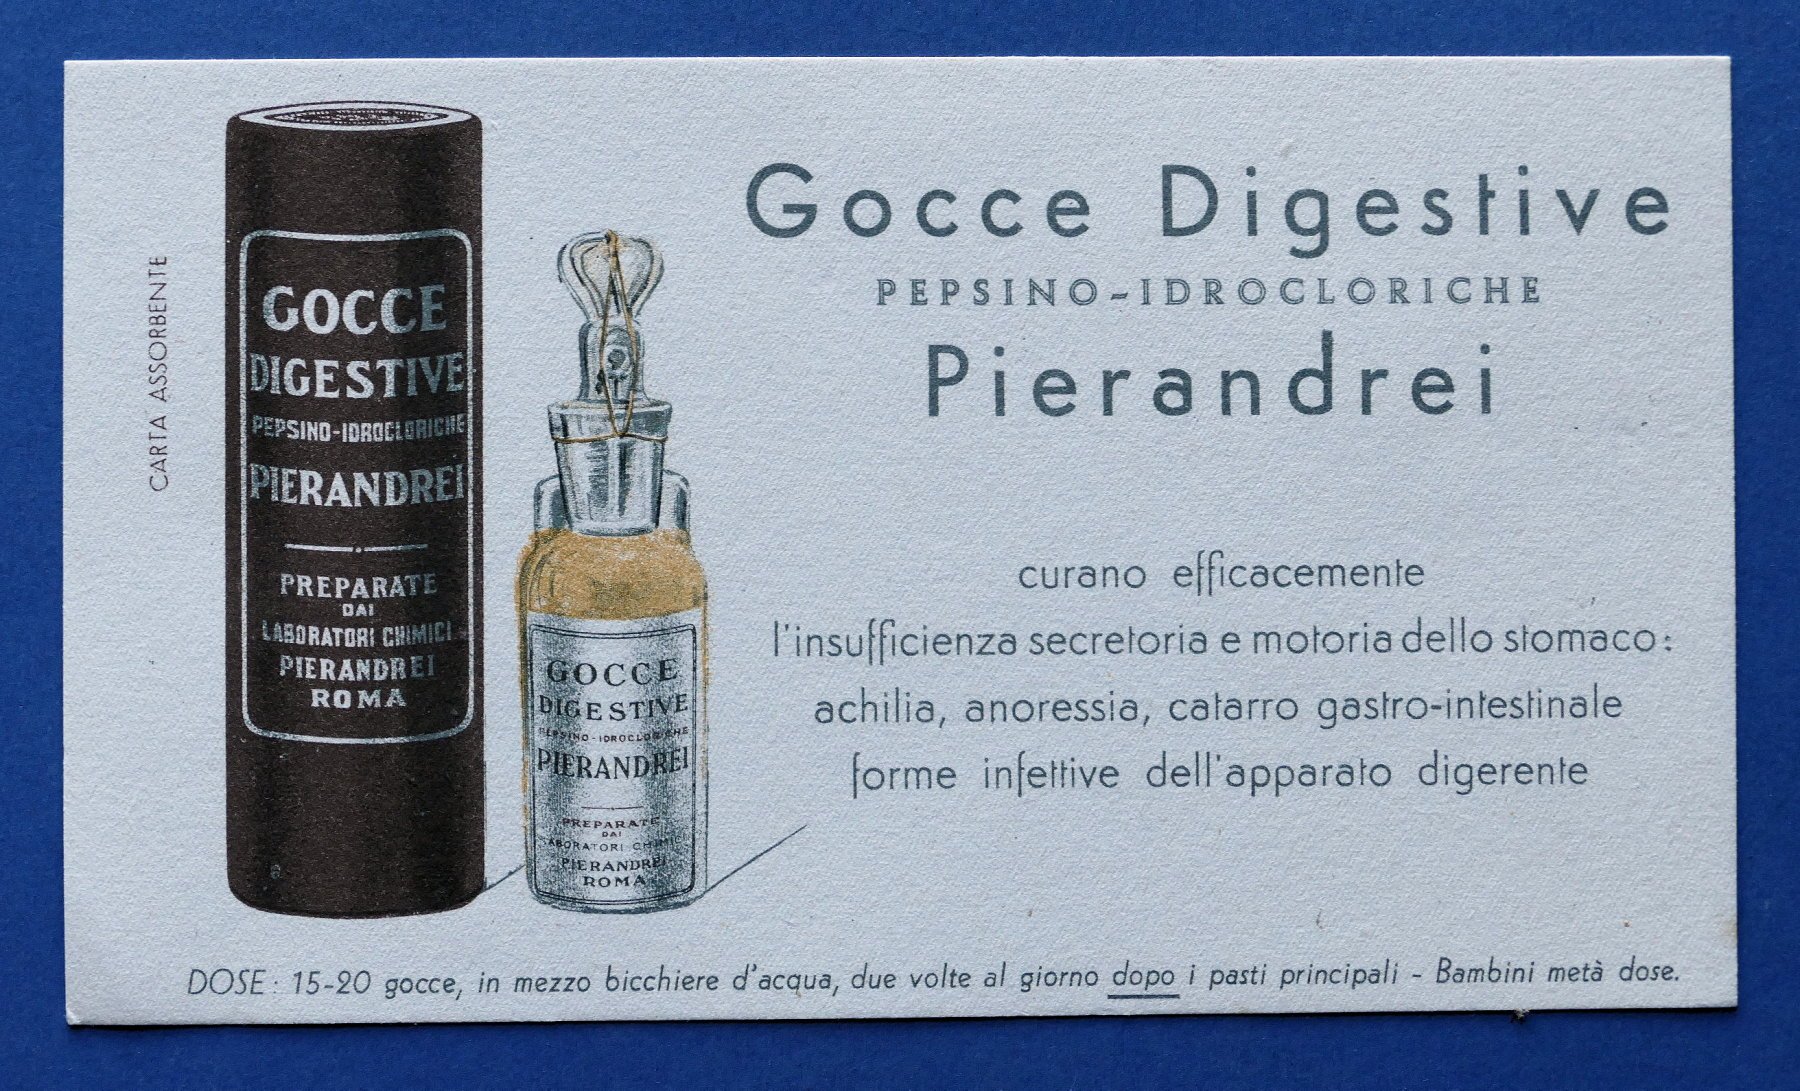 CARTA ASSORBENTE
GOCCE
DIGESTIVE
PEPSINO-IDROCLORICHE
PIERANDREI
PREPARATE
DAI
LABORATORI CHIMICI
PIERANDREI
ROMA
GOCCE
DIGESTIVE
PEPSINO-IDROCLORICHE
PIERANDREI
PREPARATE
DAI
LABORATORI CHIMICI
PIERANDREI
ROMA
Gocce Digestive
PEPSINO-IDROCLORICHE
Pierandrei
curano efficacemente
l'insufficienza secretoria e motoria dello stomaco:
achilia, anoressia, catarro gastro-intestinale
forme infettive dell'apparato digerente
DOSE: 15-20 gocce, in mezzo bicchiere d'acqua, due volte al giorno dopo i pasti principali - Bambini metà dose.